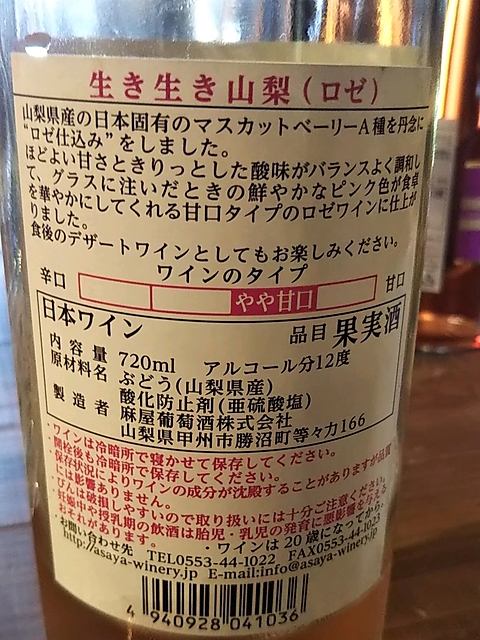 生き生き山梨(ロゼ)
山梨県産の日本固有のマスカットベーリーA種を丹念に
“ロゼ仕込み”をしました。
ほどよい甘さときりっとした酸味がバランスよく調和し
て、グラスに注いだときの鮮やかなピンク色が食卓
を華やかにしてくれる甘口タイプのロゼワインに仕上が
りました。
食後のデザートワインとしてもお楽しみください。
ワインのタイプ
辛口 やや甘口 甘口
日本ワイン 品目 果実酒
内容量 720ml アルコール分12度
原材料名 ぶどう(山梨県産)
酸化防止剤(亜硫酸塩)
製造者 麻屋葡萄酒株式会社
山梨県甲州市勝沼町等々力166
・ワインは冷暗所で寝かせて保存してください。
・開栓後も冷暗所で保存してください。
・保存状況によりワインの成分が沈殿することがありますが品質
には影響ありません。
・びんは破損しやすいので取り扱いには十分ご注意ください。
・妊娠中や授乳期の飲酒は胎児・乳児の発育に悪影響を与える
おそれがあります。
・ワインは20歳になってから。
お問い合わせ先 TEL0553-44-1022 FAX0553-44-1023
http://asaya-winery.jp E-mail:info@asaya-winery.jp
4 940928 041036